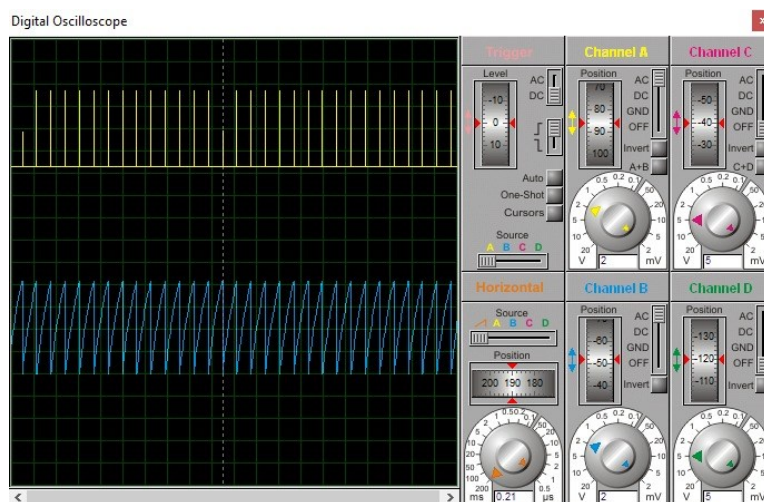 Digital Oscilloscope
Trigger
Level
AC
DC
-10
0
10
Auto
One-Shot
Cursors
Source
A B C D
Channel A
Position
AC
DC
GND
OFF
70
80
90
100
Invert
A+B
V 2 mV
Channel C
Position
AC
DC
GND
OFF
-50
-40
-30
Invert
C+D
V 5 mV
Horizontal
Source
A B C D
Position
200 190 180
ms 0.21 µs
Channel B
Position
AC
DC
GND
OFF
-60
-50
-40
Invert
V 2 mV
Channel D
Position
AC
DC
GND
OFF
-130
-120
-110
Invert
V 5 mV